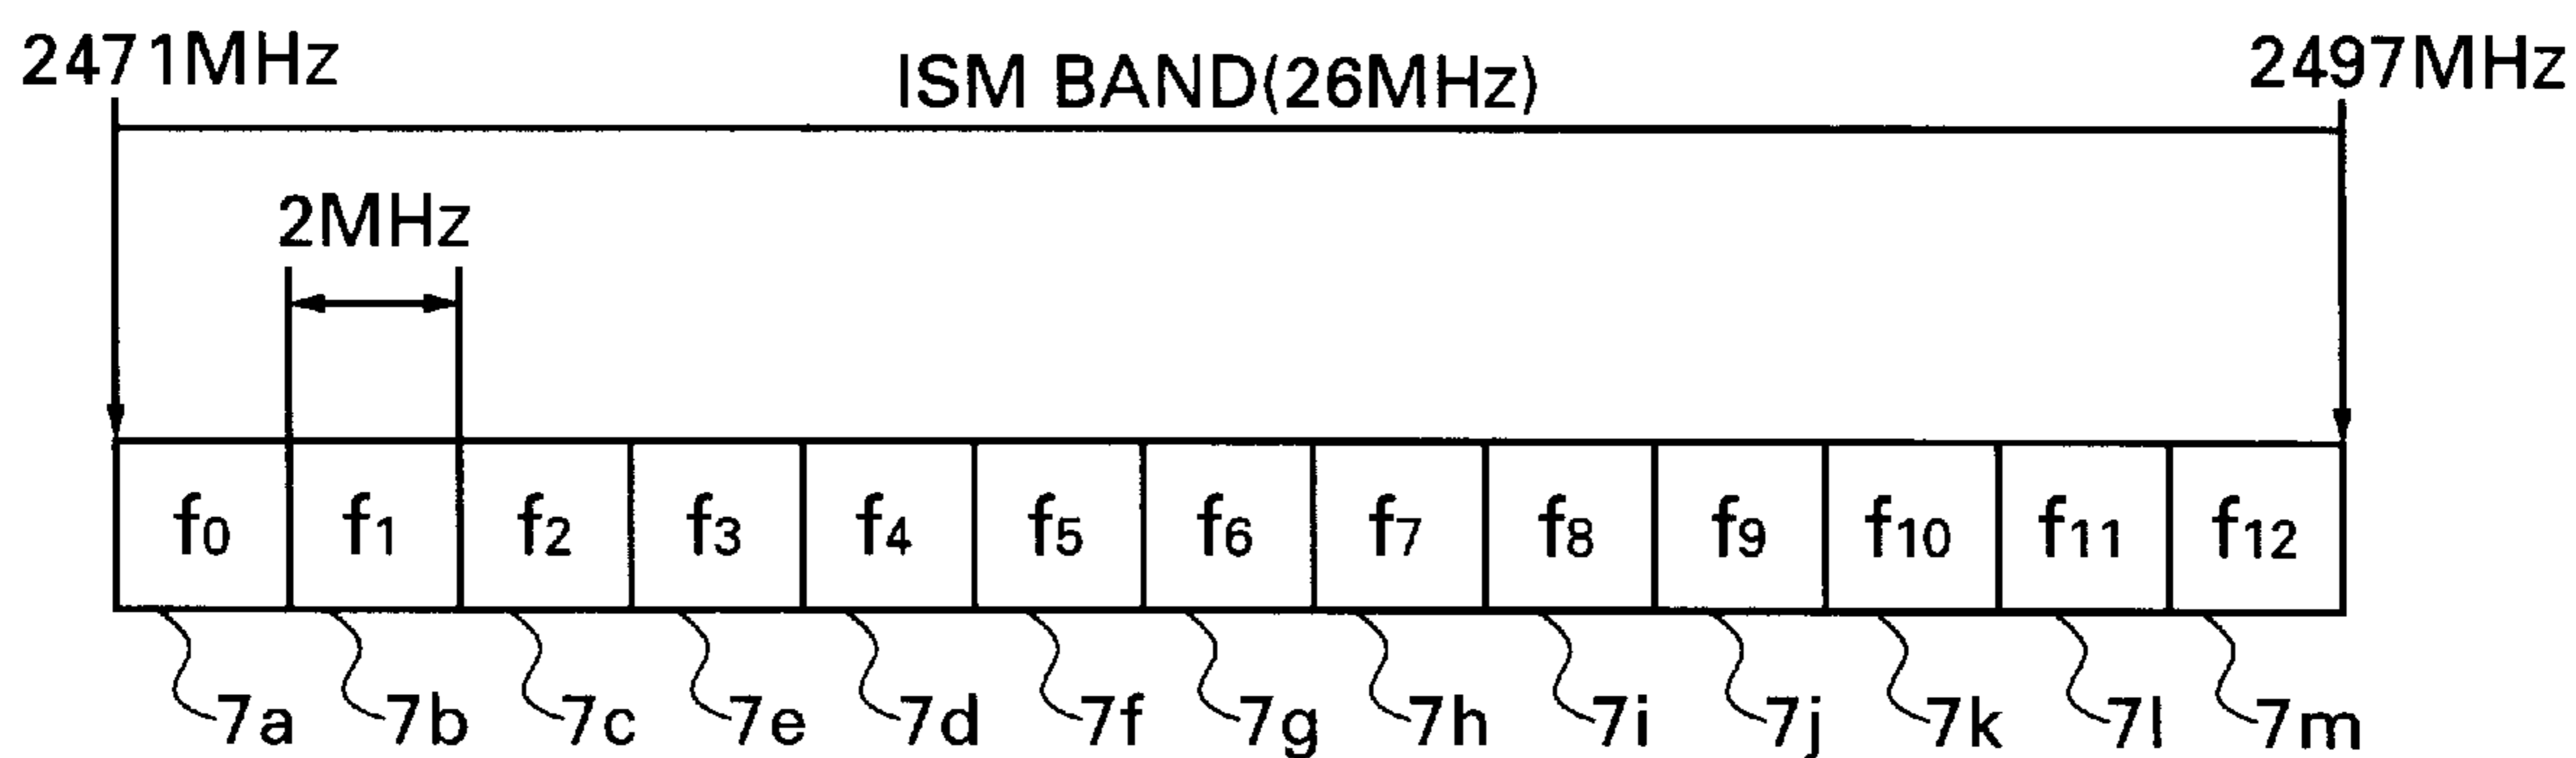 2471MHz ISM BAND(26MHz) 2497MHz
2MHz
f0 f1 f2 f3 f4 f5 f6 f7 f8 f9 f10 f11 f12
7a 7b 7c 7e 7d 7f 7g 7h 7i 7j 7k 7l 7m